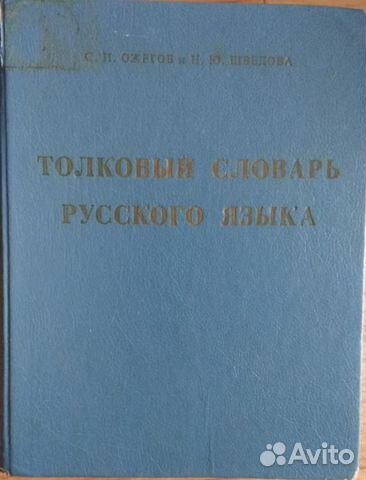 С. И. ОЖЕГОВ и Н. Ю. ШВЕДОВА
ТОЛКОВЫЙ СЛОВАРЬ
РУССКОГО ЯЗЫКА
Avito